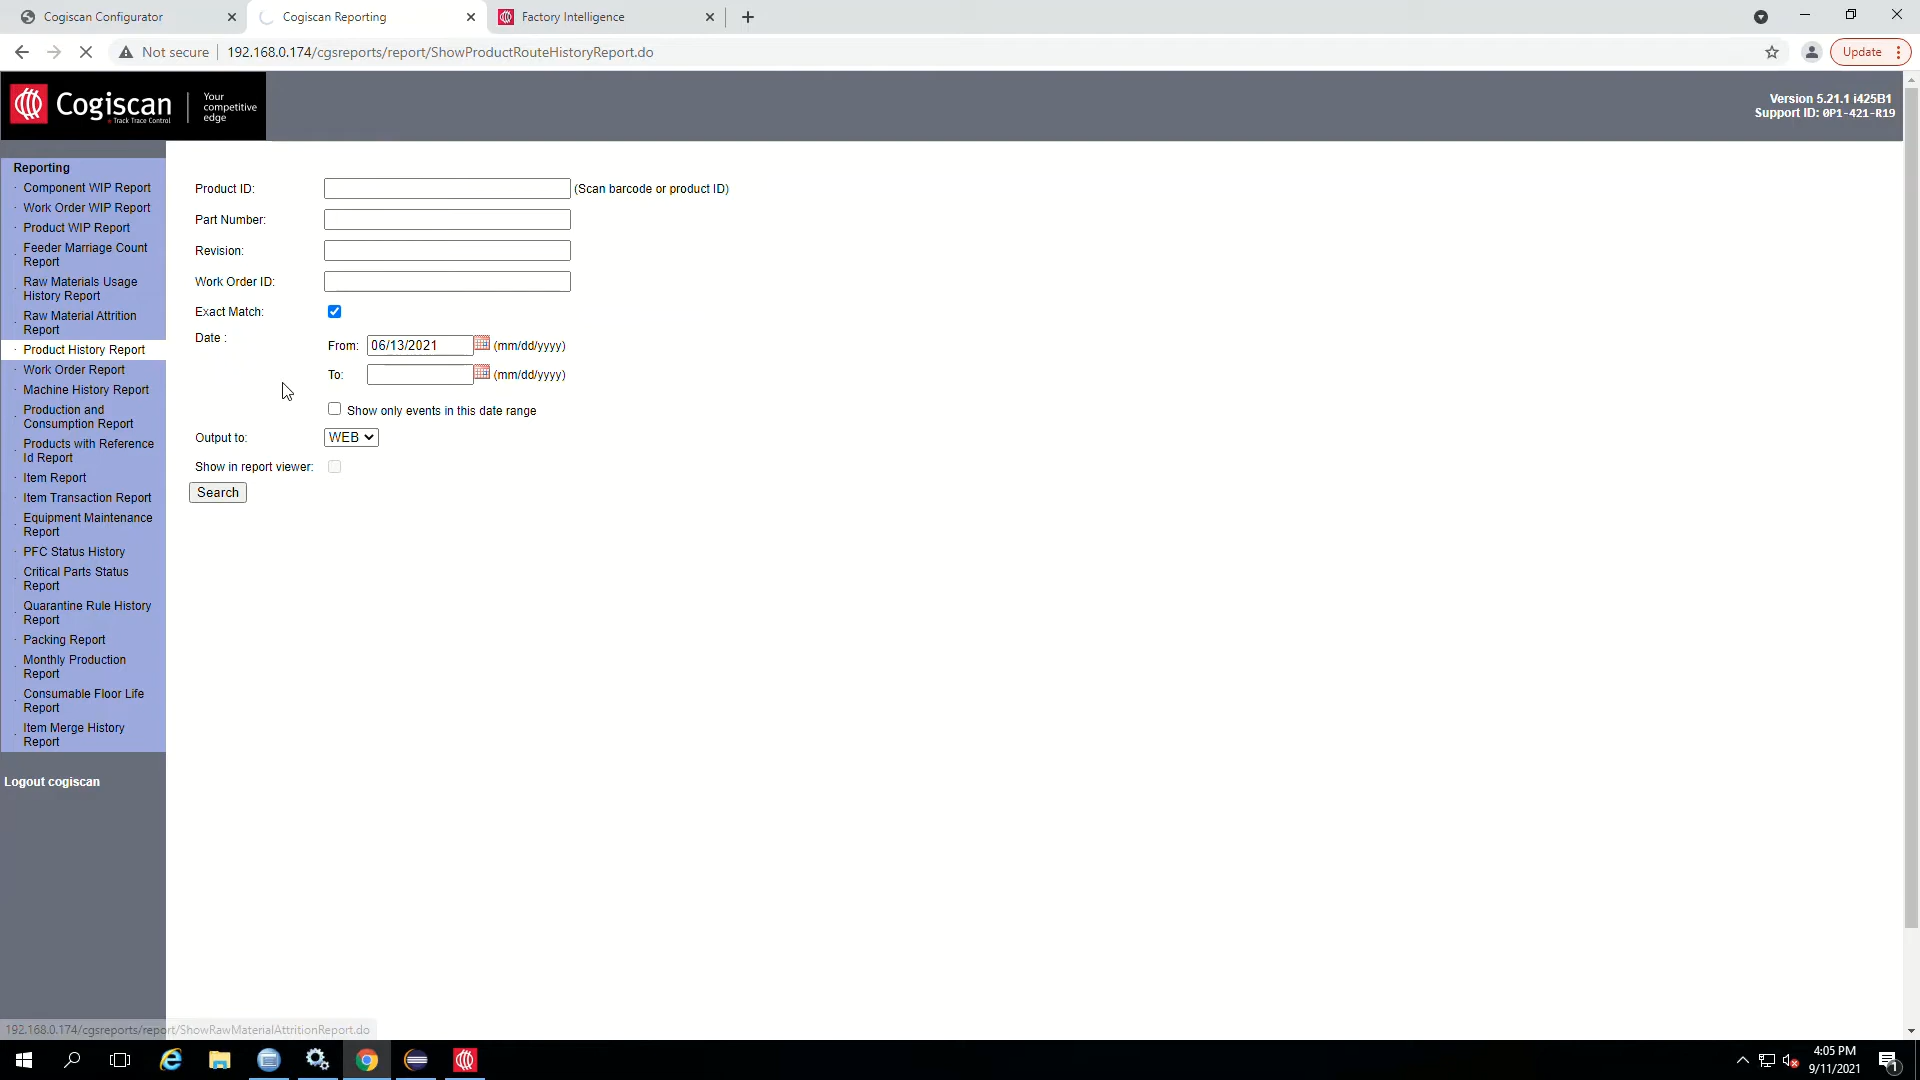 Cogiscan Configurator
Cogiscan Reporting
Factory Intelligence
Not secure
192.168.0.174/cgsreports/report/ShowProductRouteHistoryReport.do
Update
Cogiscan
Track Trace Control
Your
competitive
edge
Version 5.21.1 i425B1
Support ID: 0P1-421-R19
Reporting
Component WIP Report
Work Order WIP Report
Product WIP Report
Feeder Marriage Count
Report
Raw Materials Usage
History Report
Raw Material Attrition
Report
Product History Report
Work Order Report
Machine History Report
Production and
Consumption Report
Products with Reference
Id Report
Item Report
Item Transaction Report
Equipment Maintenance
Report
PFC Status History
Critical Parts Status
Report
Quarantine Rule History
Report
Packing Report
Monthly Production
Report
Consumable Floor Life
Report
Item Merge History
Report
Logout cogiscan
Product ID: (Scan barcode or product ID)
Part Number:
Revision:
Work Order ID:
Exact Match:
Date :
From: 06/13/2021 (mm/dd/yyyy)
To: (mm/dd/yyyy)
Show only events in this date range
Output to: WEB
Show in report viewer:
Search
192.168.0.174/cgsreports/report/ShowRawMaterialAttritionReport.do
4:05 PM
9/11/2021
1